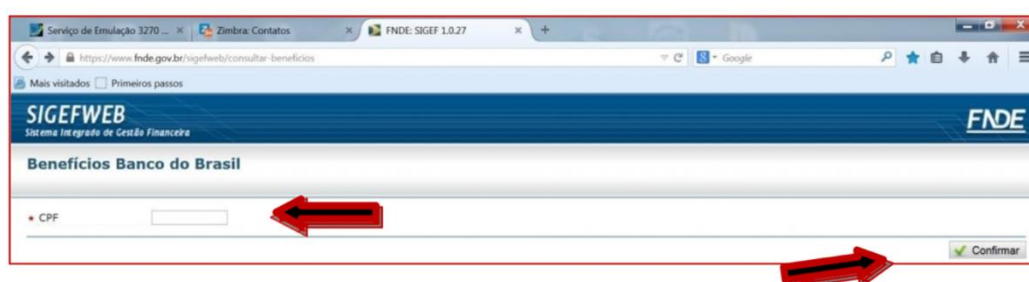 Serviço de Emulação 3270 ... ×
Zimbra: Contatos ×
FNDE: SIGEF 1.0.27 ×
https://www.fnde.gov.br/sigefweb/consultar-beneficios
Google
Mais visitados
Primeiros passos
SIGEFWEB
Sistema Integrado de Gestão Financeira
FNDE
Benefícios Banco do Brasil
• CPF
Confirmar